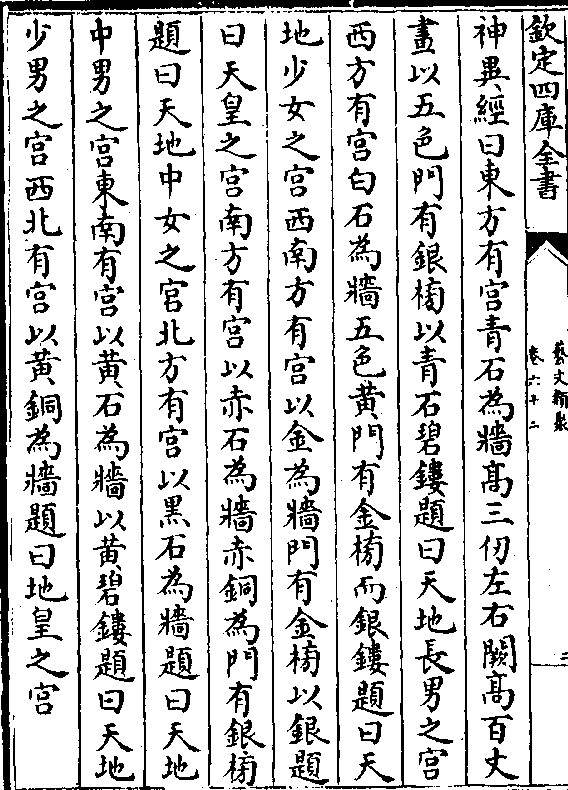 欽定四庫全書
藝文類聚
卷六十二
神異經曰東方有宫青石為牆高三仞左右闕高百丈
畫以五色門有銀牓以青石碧鏤題曰天地長男之宫
西方有宫白石為牆五色黄門有金牓而銀鏤題曰天
地少女之宫西南方有宫以金為牆門有金牓以銀題
曰天皇之宫南方有宫以赤石為牆赤銅為門有銀牓
題曰天地中女之宫北方有宫以黑石為牆題曰天地
中男之宫東南有宫以黄石為牆以黄碧鏤題曰天地
少男之宫西北有宫以黄銅為牆題曰地皇之宫